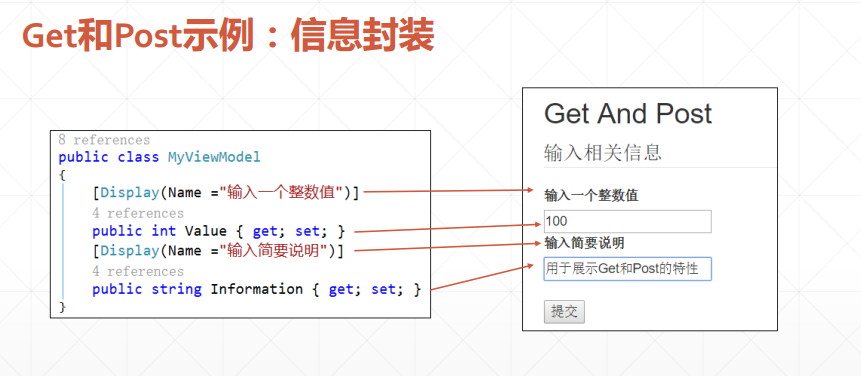 Get和Post示例：信息封装
8 references
public class MyViewModel
{
[Display(Name ="输入一个整数值")]
4 references
public int Value { get; set; }
[Display(Name ="输入简要说明")]
4 references
public string Information { get; set; }
}
Get And Post
输入相关信息
输入一个整数值
100
输入简要说明
用于展示Get和Post的特性
提交